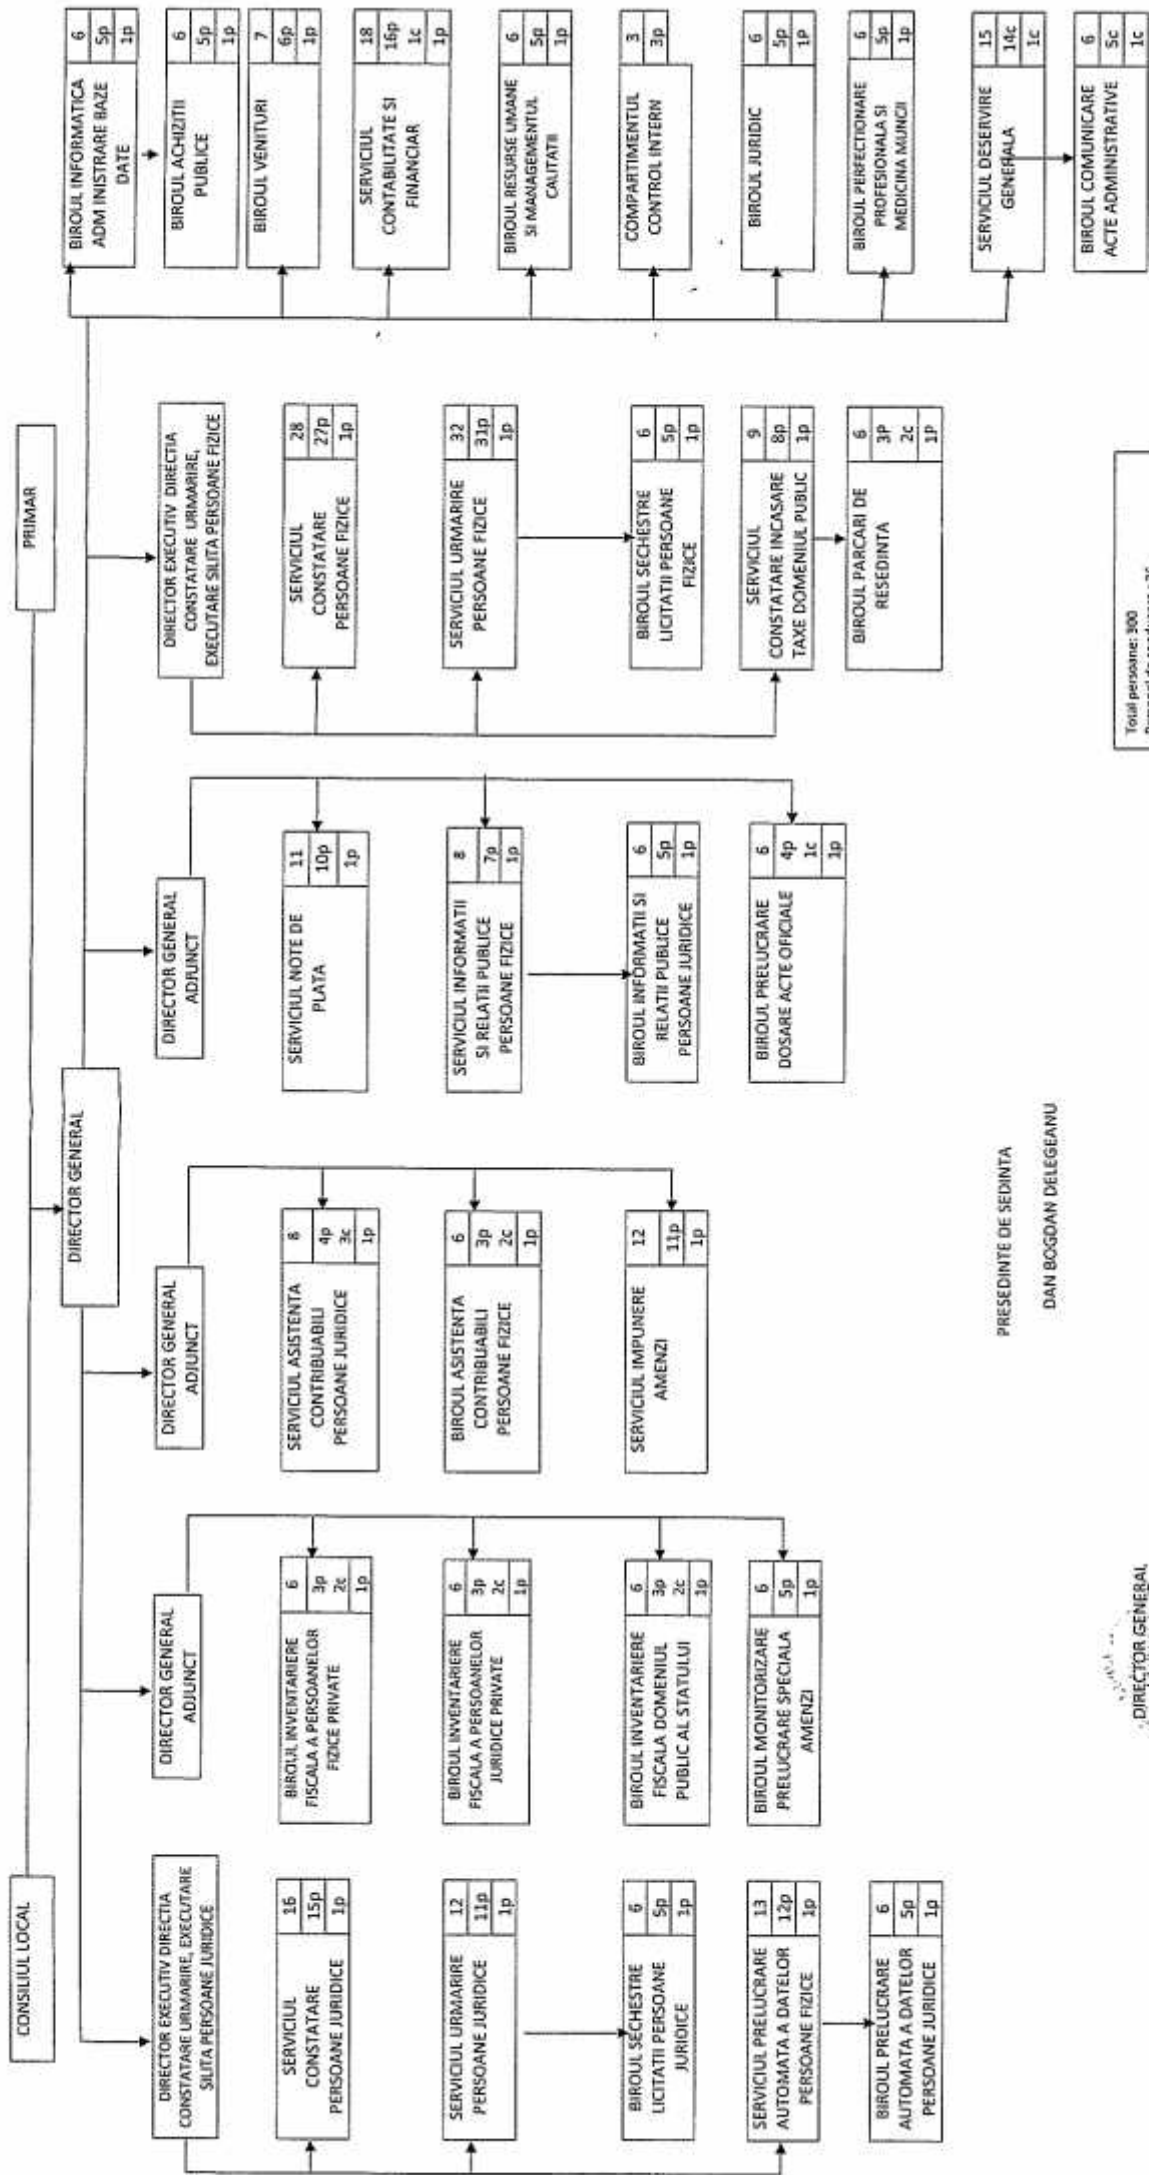 CONSILIUL LOCAL
PRIMAR
DIRECTOR GENERAL
DIRECTOR EXECUTIV DIRECTIA
CONSTATARE URMARIRE, EXECUTARE
SILITA PERSOANE JURIDICE
SERVICIUL
CONSTATARE
PERSOANE JURIDICE
16
15p
1p
SERVICIUL URMARIRE
PERSOANE JURIDICE
12
11p
1p
BIROUL SECHESTRE
LICITATII PERSOANE
JURIDICE
6
5p
1p
SERVICIUL PRELUCRARE
AUTOMATA A DATELOR
PERSOANE FIZICE
13
12p
1p
BIROUL PRELUCRARE
AUTOMATA A DATELOR
PERSOANE JURIDICE
6
5p
1p
DIRECTOR GENERAL
ADJUNCT
BIROUL INVENTARIERE
FISCALA A PERSOANELOR
FIZICE PRIVATE
6
3p
2c
1p
BIROUL INVENTARIERE
FISCALA A PERSOANELOR
JURIDICE PRIVATE
6
3p
2c
1p
BIROUL INVENTARIERE
FISCALA DOMENIUL
PUBLIC AL STATULUI
6
3p
2c
1p
BIROUL MONITORIZARE
PRELUCRARE SPECIALA
AMENZI
6
5p
1p
DIRECTOR GENERAL
ADJUNCT
SERVICIUL ASISTENTA
CONTRIBUABILI
PERSOANE JURIDICE
8
4p
3c
1p
BIROUL ASISTENTA
CONTRIBUABILI
PERSOANE FIZICE
6
3p
2c
1p
SERVICIUL IMPUNERE
AMENZI
12
11p
1p
DIRECTOR GENERAL
ADJUNCT
SERVICIUL NOTE DE
PLATA
11
10p
1p
SERVICIUL INFORMATII
SI RELATII PUBLICE
PERSOANE FIZICE
8
7p
1p
BIROUL INFORMATII SI
RELATII PUBLICE
PERSOANE JURIDICE
6
5p
1p
BIROUL PRELUCRARE
DOSARE ACTE OFICIALE
6
4p
1c
1p
DIRECTOR EXECUTIV DIRECTIA
CONSTATARE URMARIRE,
EXECUTARE SILITA PERSOANE FIZICE
SERVICIUL
CONSTATARE
PERSOANE FIZICE
28
27p
1p
SERVICIUL URMARIRE
PERSOANE FIZICE
32
31p
1p
BIROUL SECHESTRE
LICITATII PERSOANE
FIZICE
6
5p
1p
SERVICIUL
CONSTATARE INCASARE
TAXE DOMENIUL PUBLIC
9
8p
1p
BIROUL PARCARI DE
RESEDINTA
6
3P
2c
1P
BIROUL INFORMATICA
ADM INISTRARE BAZE
DATE
6
5p
1p
BIROUL ACHIZITII
PUBLICE
6
5p
1p
BIROUL VENITURI
7
6p
1p
SERVICIUL
CONTABILITATE SI
FINANCIAR
18
16p
1c
1p
BIROUL RESURSE UMANE
SI MANAGEMENTUL
CALITATII
6
5p
1p
COMPARTIMENTUL
CONTROL INTERN
3
3p
BIROUL JURIDIC
6
5p
1P
BIROUL PERFECTIONARE
PROFESIONALA SI
MEDICINA MUNCII
6
5p
1p
SERVICIUL DESERVIRE
GENERALA
15
14c
1c
BIROUL COMUNICARE
ACTE ADMINISTRATIVE
6
5c
1c
PRESEDINTE DE SEDINTA
DAN BOGDAN DELEGEANU
DIRECTOR GENERAL
Total persoane: 300